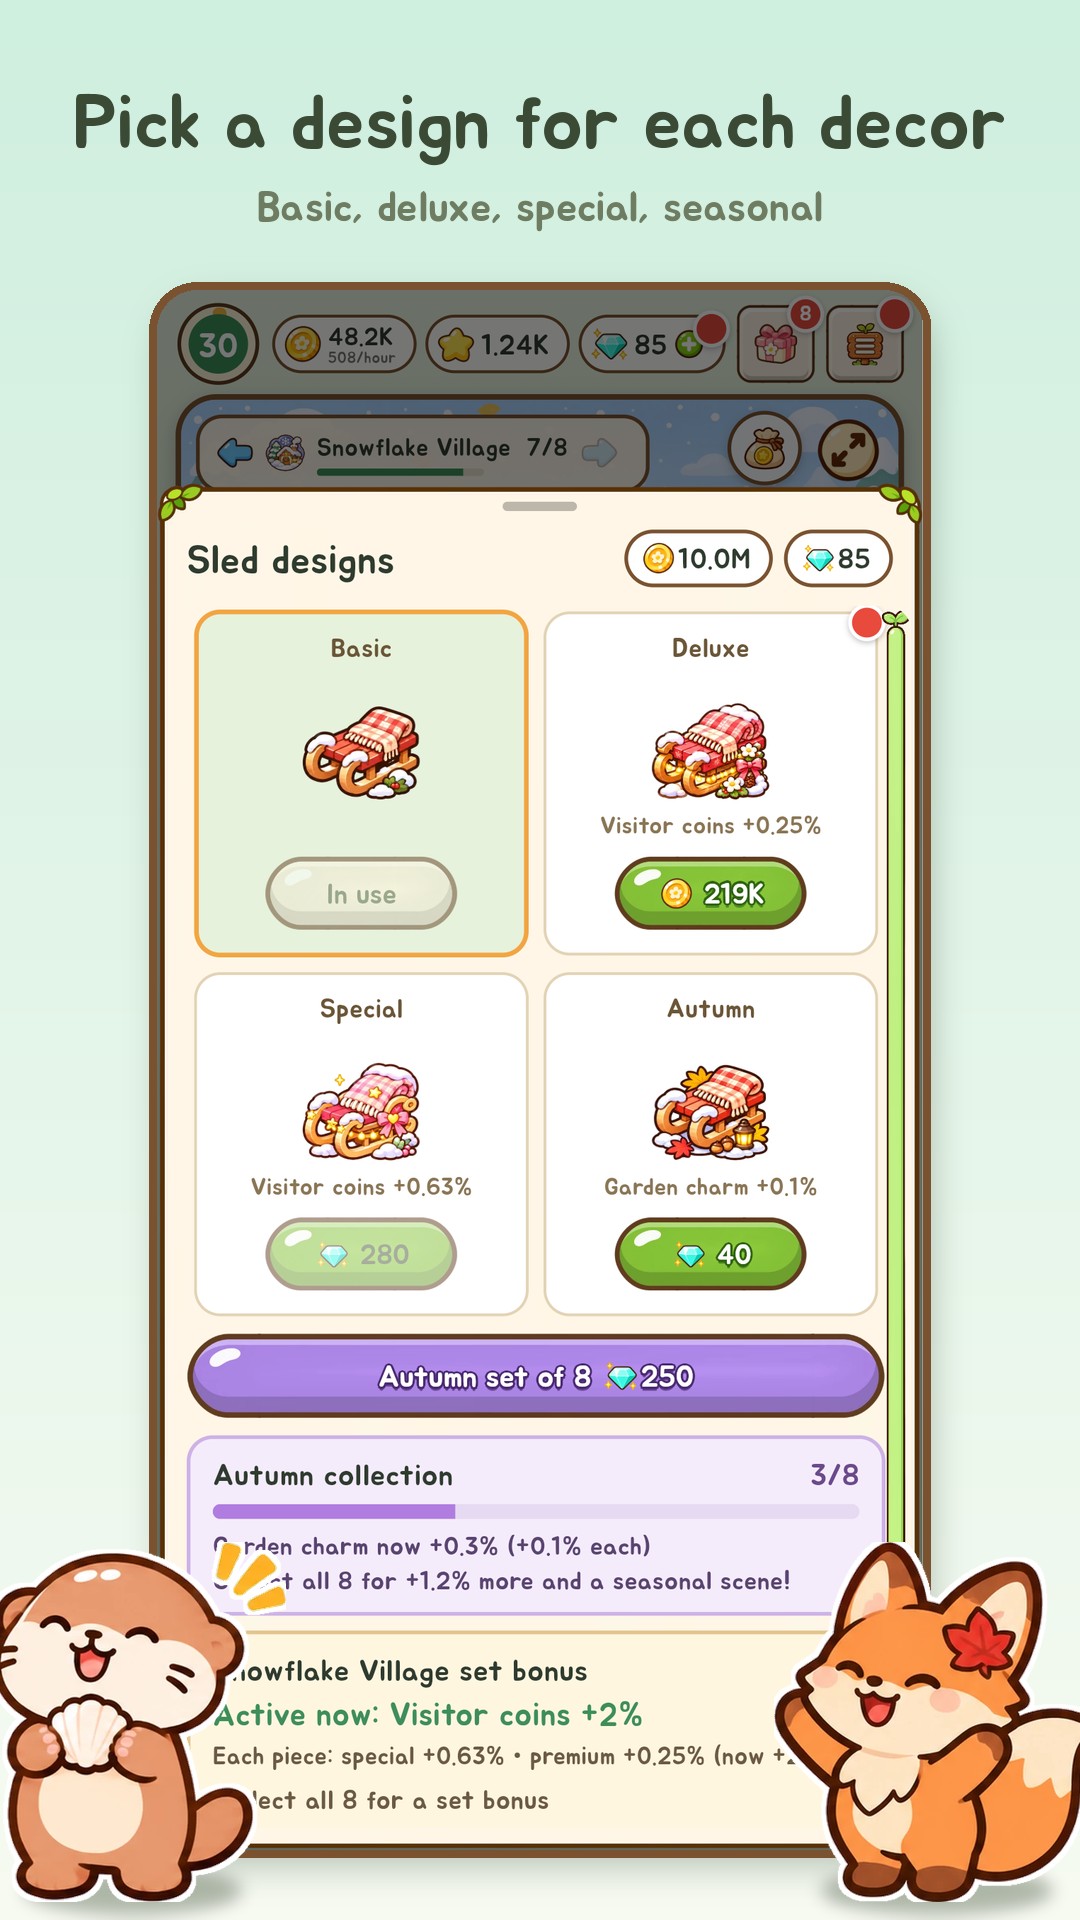 Pick a design for each decor
Basic, deluxe, special, seasonal
30
48.2K
508/hour
1.24K
85
8
Snowflake Village 7/8
Sled designs
10.0M
85
Basic
Deluxe
Visitor coins +0.25%
In use
219K
Special
Autumn
Visitor coins +0.63%
Garden charm +0.1%
280
40
Autumn set of 8 250
Autumn collection
3/8
charm now +0.3% (+0.1% each)
all 8 for +1.2% more and a seasonal scene!
Village set bonus
Active now: Visitor coins +2%
Each piece: special +0.63% • premium +0.25% (now
all 8 for a set bonus